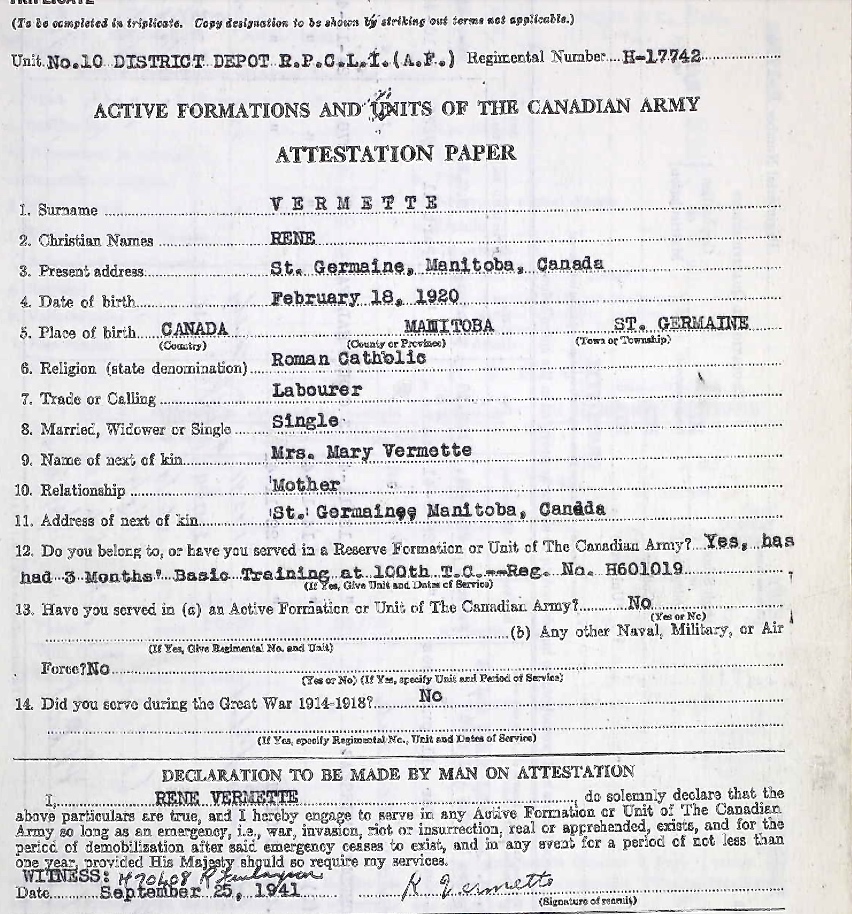 TRIPLICATE
(To be completed in triplicate. Copy designation to be shown by striking out terms not applicable.)
Unit No.10 DISTRICT DEPOT R.P.C.L.I.(A.F.) Regimental Number H-17742
ACTIVE FORMATIONS AND UNITS OF THE CANADIAN ARMY
ATTESTATION PAPER
1. Surname VERMETTE
2. Christian Names RENE
3. Present address St. Germaine, Manitoba, Canada
4. Date of birth February 18, 1920
5. Place of birth CANADA MANITOBA ST. GERMAINE
(Country) (County or Province) (Town or Township)
6. Religion (state denomination) Roman Catholic
7. Trade or Calling Labourer
8. Married, Widower or Single Single
9. Name of next of kin Mrs. Mary Vermette
10. Relationship Mother
11. Address of next of kin St. Germaine, Manitoba, Canada
12. Do you belong to, or have you served in a Reserve Formation or Unit of The Canadian Army? Yes, has
had 3 Months' Basic Training at 100th T.C.--Reg. No. H601019
(If Yes, Give Unit and Dates of Service)
13. Have you served in (a) an Active Formation or Unit of The Canadian Army? No
(Yes or No)
(b) Any other Naval, Military, or Air
(If Yes, Give Regimental No. and Unit)
Force? No
(Yes or No) (If Yes, specify Unit and Period of Service)
14. Did you serve during the Great War 1914-1918? No
(If Yes, specify Regimental No., Unit and Dates of Service)
DECLARATION TO BE MADE BY MAN ON ATTESTATION
I, RENE VERMETTE, do solemnly declare that the
above particulars are true, and I hereby engage to serve in any Active Formation or Unit of The Canadian
Army so long as an emergency, i.e., war, invasion, riot or insurrection, real or apprehended, exists, and for the
period of demobilization after said emergency ceases to exist, and in any event for a period of not less than
one year, provided His Majesty should so require my services.
WITNESS: H70408
Date September 25, 1941 R Vermette
(Signature of recruit)